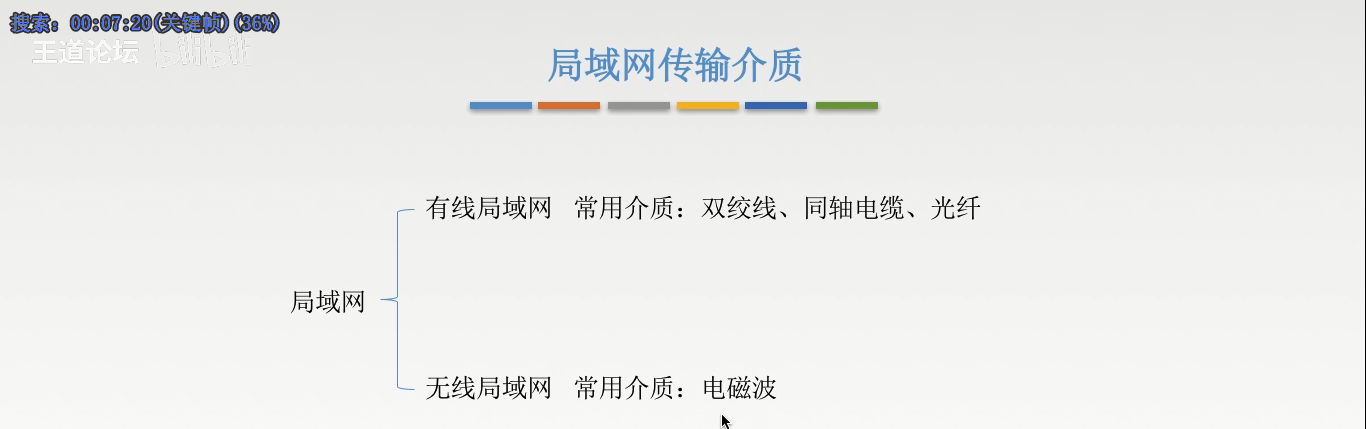 搜索: 00:07:20(关键帧)(36%)
王道论坛 bilibili
局域网传输介质
有线局域网 常用介质：双绞线、同轴电缆、光纤
局域网
无线局域网 常用介质：电磁波